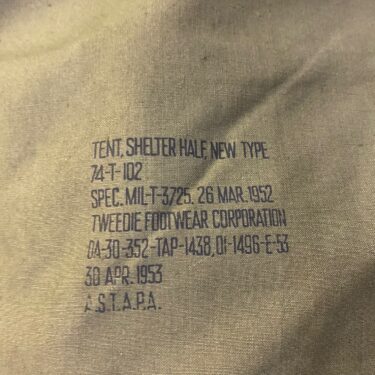 TENT, SHELTER HALF, NEW TYPE
74-T-102
SPEC. MIL-T-3725. 26 MAR. 1952
TWEEDIE FOOTWEAR CORPORATION
DA-30-352-TAP-1438, OI-1496-E-53
30 APR. 1953
A.S.T.A.P.A.